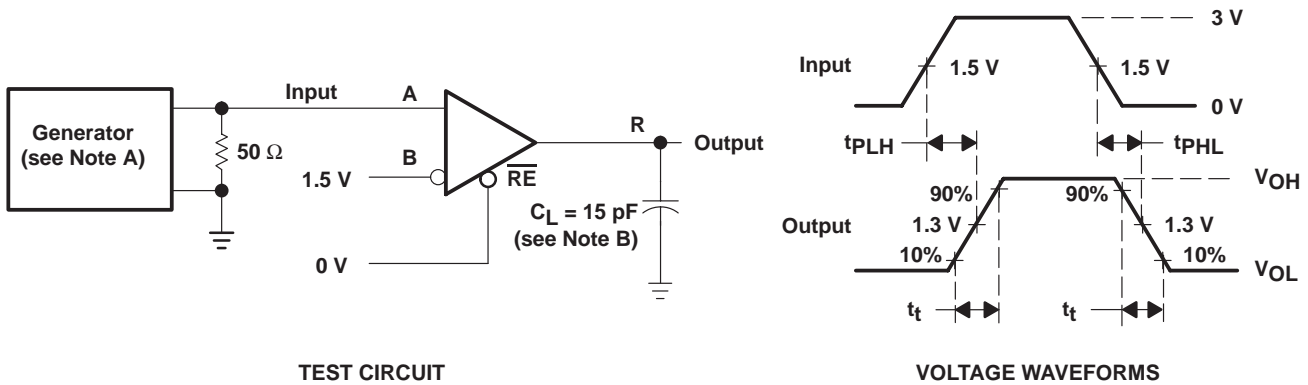 Generator
(see Note A)
50 Ω
Input
A
B
1.5 V
RE
0 V
R
Output
CL = 15 pF
(see Note B)
TEST CIRCUIT
3 V
Input
1.5 V
1.5 V
0 V
tPLH
tPHL
VOH
90%
90%
Output
1.3 V
1.3 V
10%
10%
VOL
tt
tt
VOLTAGE WAVEFORMS